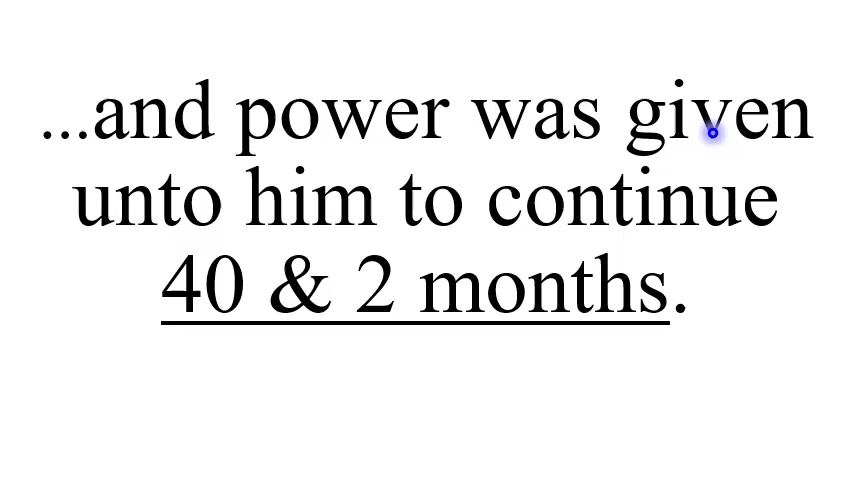 ...and power was given
unto him to continue
40 & 2 months.